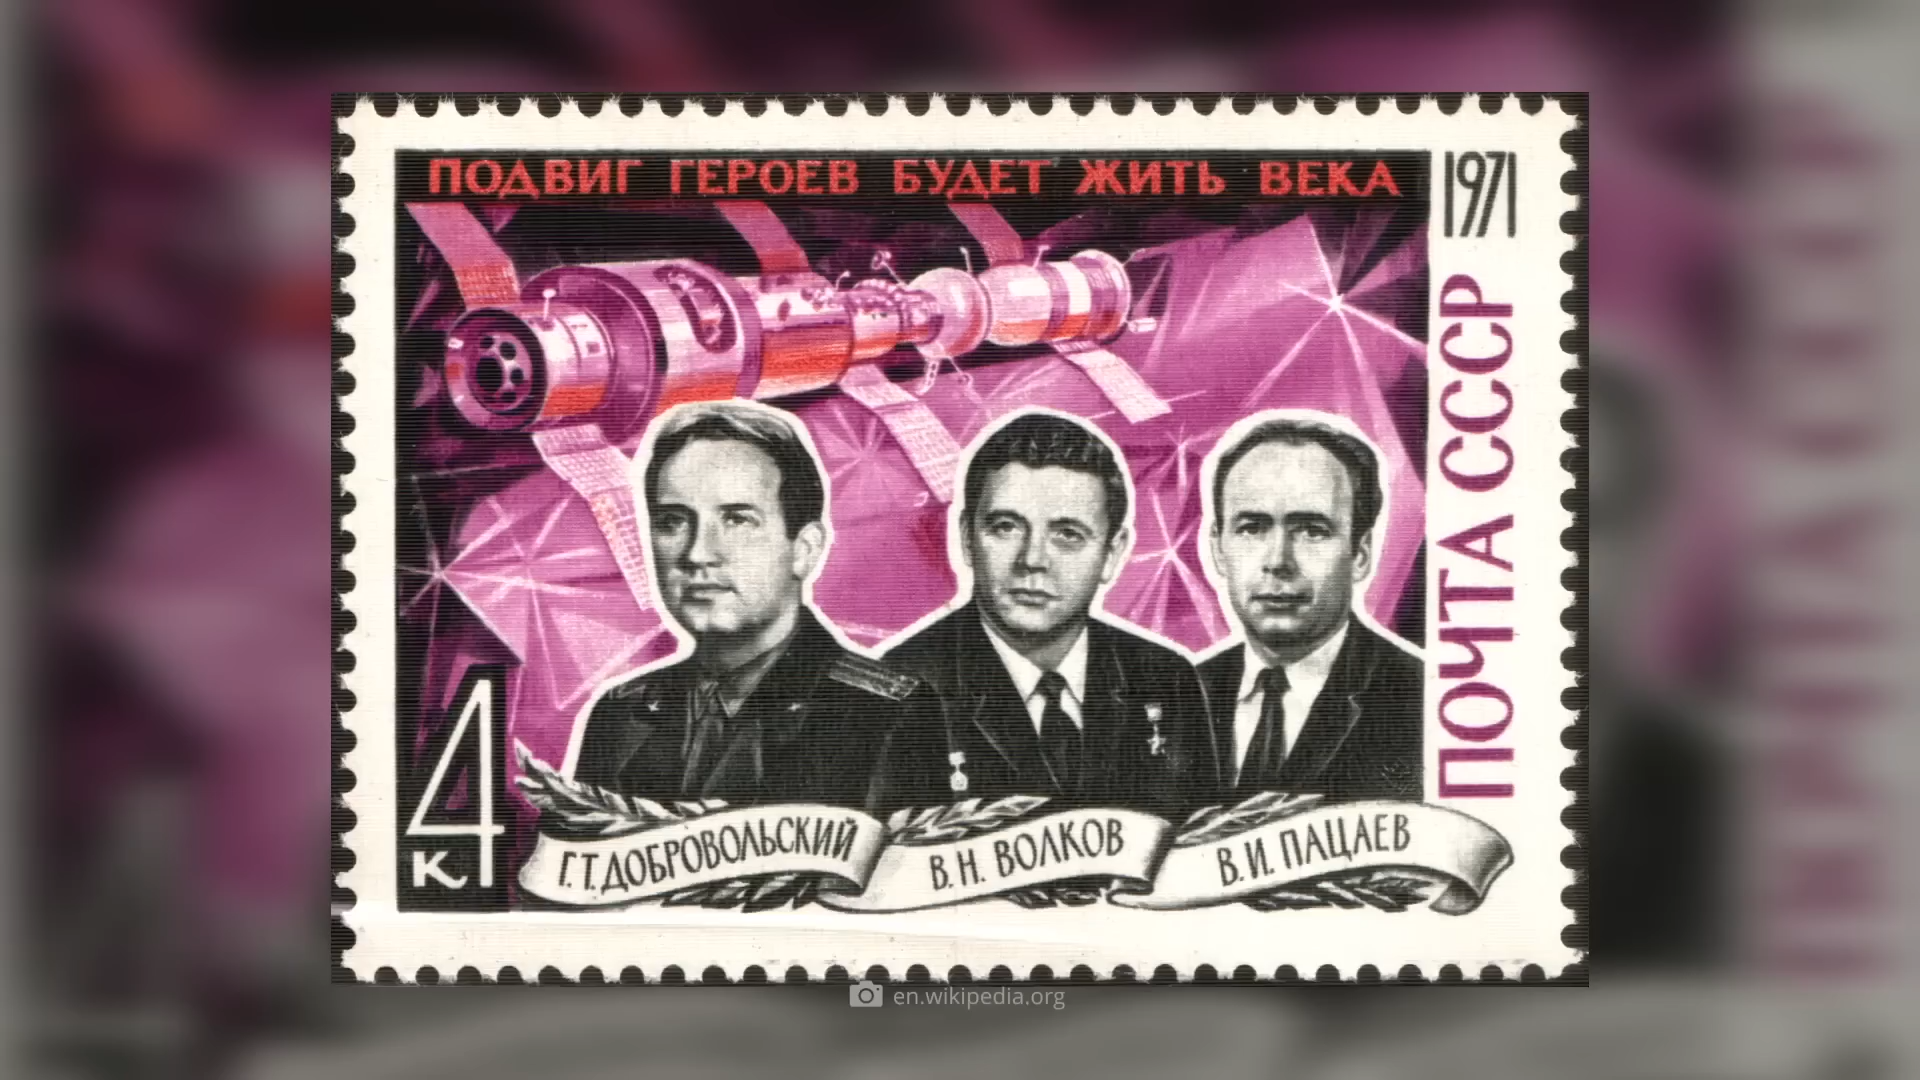 ПОДВИГ ГЕРОЕВ БУДЕТ ЖИТЬ ВЕКА
1971
ПОЧТА СССР
4
к
Г.Т.ДОБРОВОЛЬСКИЙ
В.Н. ВОЛКОВ
В.И. ПАЦАЕВ
en.wikipedia.org